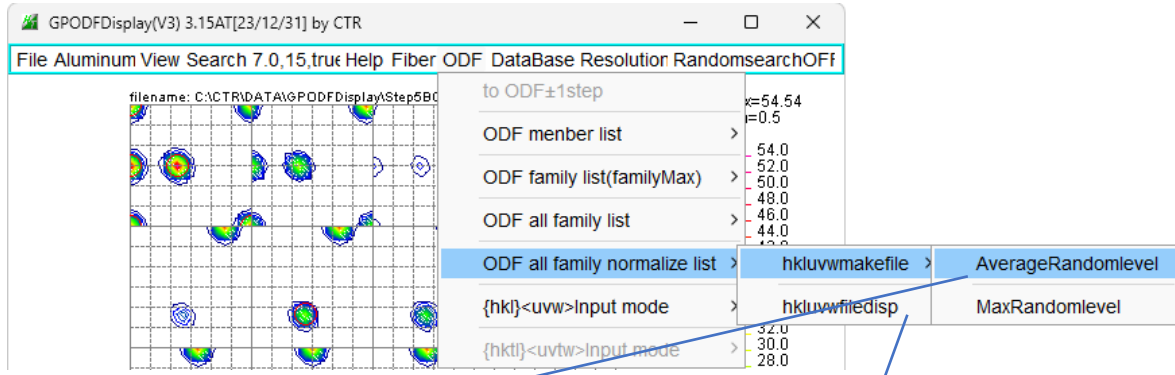 GPODFDisplay(V3) 3.15AT[23/12/31] by CTR
File Aluminum View Search 7.0,15,true Help Fiber ODF DataBase Resolution RandomsearchOFF
filename: C:\CTR\DATA\GPODFDisplay\Step5B
x=54.54
=0.5
to ODF±1step
ODF menber list
ODF family list(familyMax)
ODF all family list
ODF all family normalize list
{hkl}<uvw>Input mode
{hktl}<uvtw>Input mode
54.0
52.0
50.0
48.0
46.0
44.0
hkluvwmakefile
hkluvwfiledisp
AverageRandomlevel
MaxRandomlevel
32.0
30.0
28.0